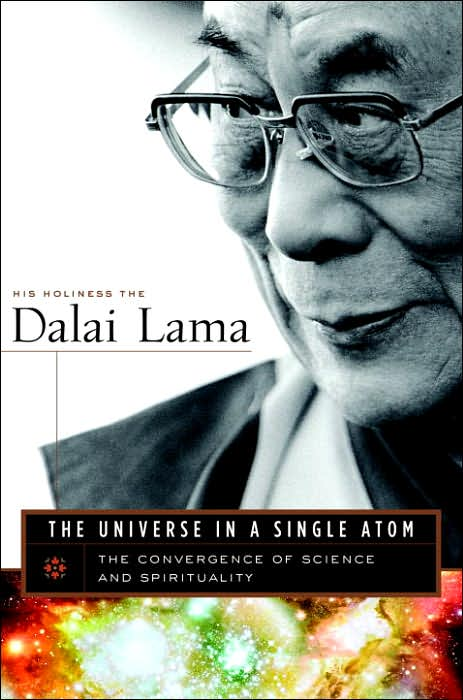 HIS HOLINESS THE
Dalai Lama
THE UNIVERSE IN A SINGLE ATOM
THE CONVERGENCE OF SCIENCE
AND SPIRITUALITY